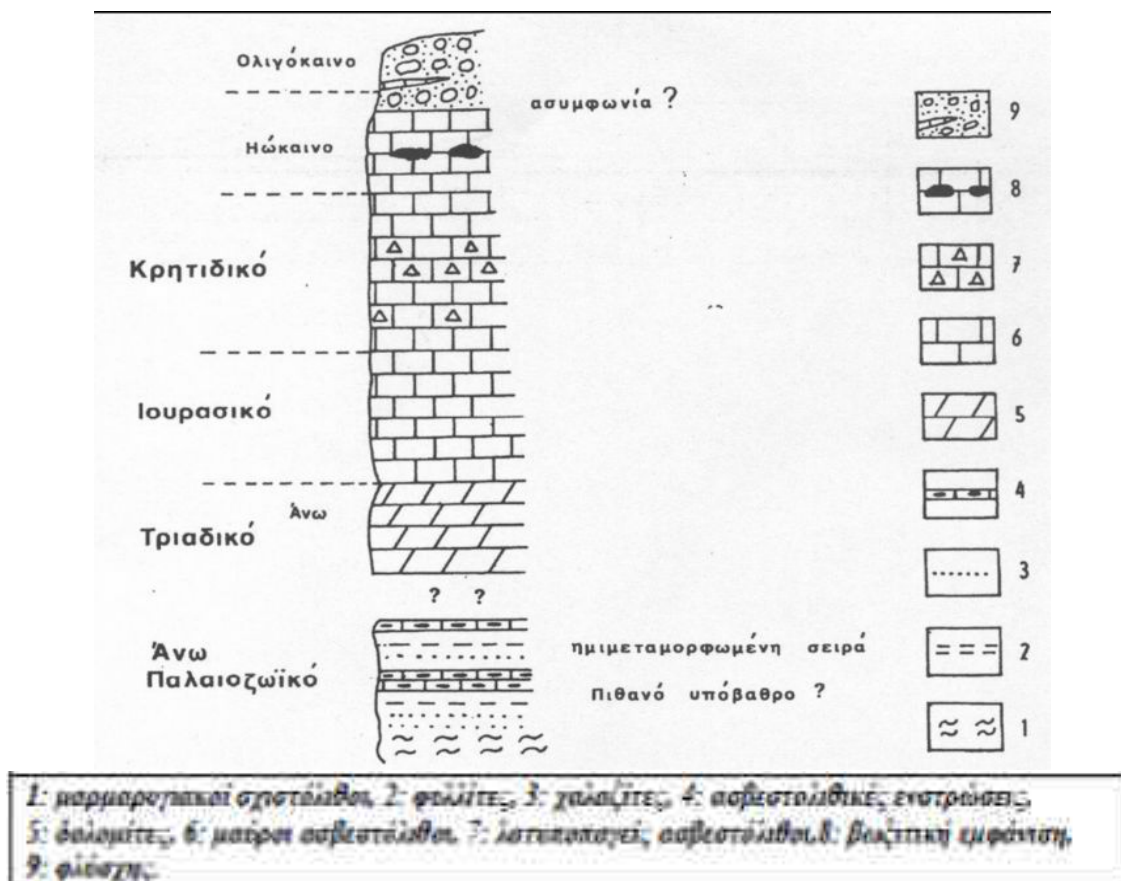 Ολιγόκαινο
ασυμφωνία ?
9
Ηώκαινο
8
Κρητιδικό
7
6
Ιουρασικό
5
Άνω
4
Τριαδικό
3
? ?
Άνω
Παλαιοζωϊκό
ημιμεταμορφωμένη σειρά
2
Πιθανό υπόβαθρο ?
1
1: μαρμαρυγιακοί σχιστόλιθοι, 2: φυλλίτες, 3: χαλαζίτες, 4: ασβεστολιθικές ενστρώσεις,
5: δολομίτες, 6: μαύροι ασβεστόλιθοι, 7: λατυποπαγείς ασβεστόλιθοι, 8: βωξιτική εμφάνιση,
9: φλύσχης.